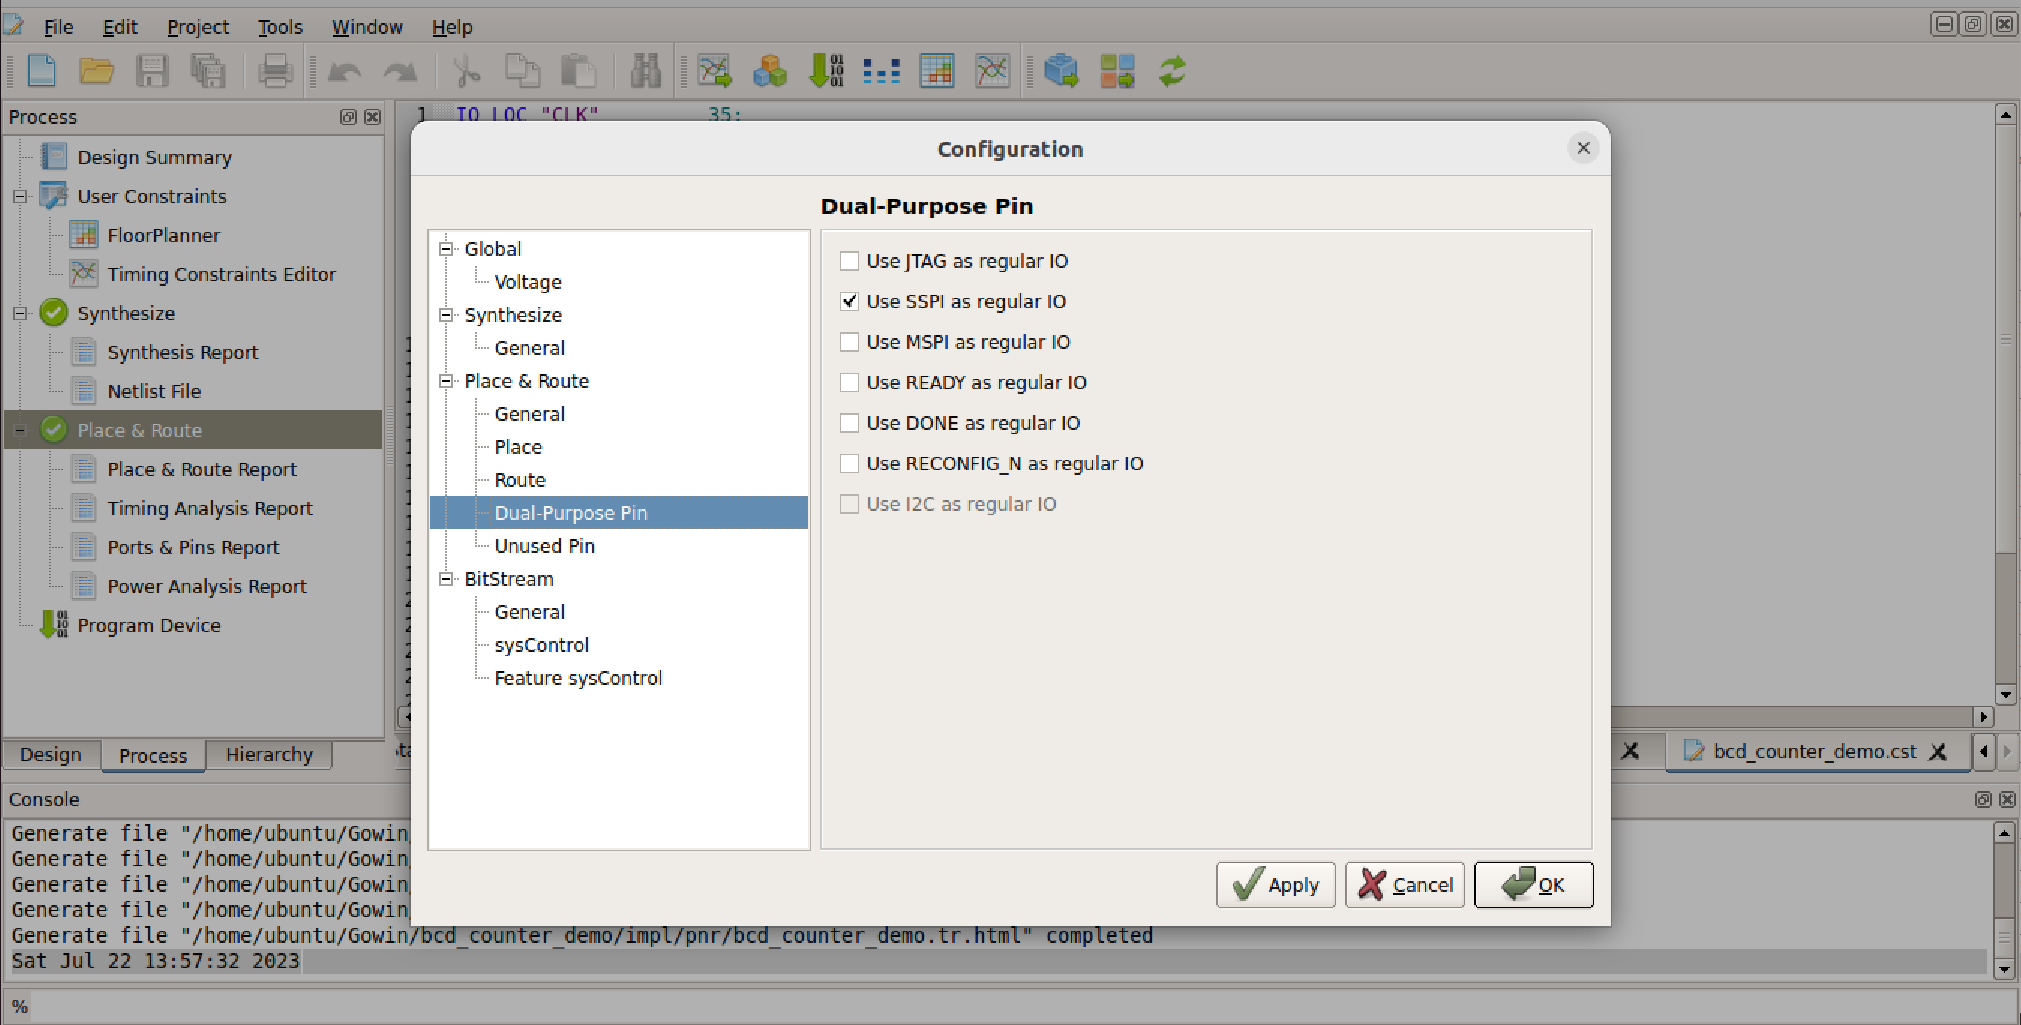 File Edit Project Tools Window Help
Process
1 IO_LOC "CLK" 35;
Design Summary
User Constraints
FloorPlanner
Timing Constraints Editor
Synthesize
Synthesis Report
Netlist File
Place & Route
Place & Route Report
Timing Analysis Report
Ports & Pins Report
Power Analysis Report
Program Device
Design Process Hierarchy
Configuration
Dual-Purpose Pin
Global
Voltage
Synthesize
General
Place & Route
General
Place
Route
Dual-Purpose Pin
Unused Pin
BitStream
General
sysControl
Feature sysControl
Use JTAG as regular IO
Use SSPI as regular IO
Use MSPI as regular IO
Use READY as regular IO
Use DONE as regular IO
Use RECONFIG_N as regular IO
Use I2C as regular IO
Apply Cancel OK
bcd_counter_demo.cst
Console
Generate file "/home/ubuntu/Gowin
Generate file "/home/ubuntu/Gowin
Generate file "/home/ubuntu/Gowin
Generate file "/home/ubuntu/Gowin
Generate file "/home/ubuntu/Gowin/bcd_counter_demo/impl/pnr/bcd_counter_demo.tr.html" completed
Sat Jul 22 13:57:32 2023
%